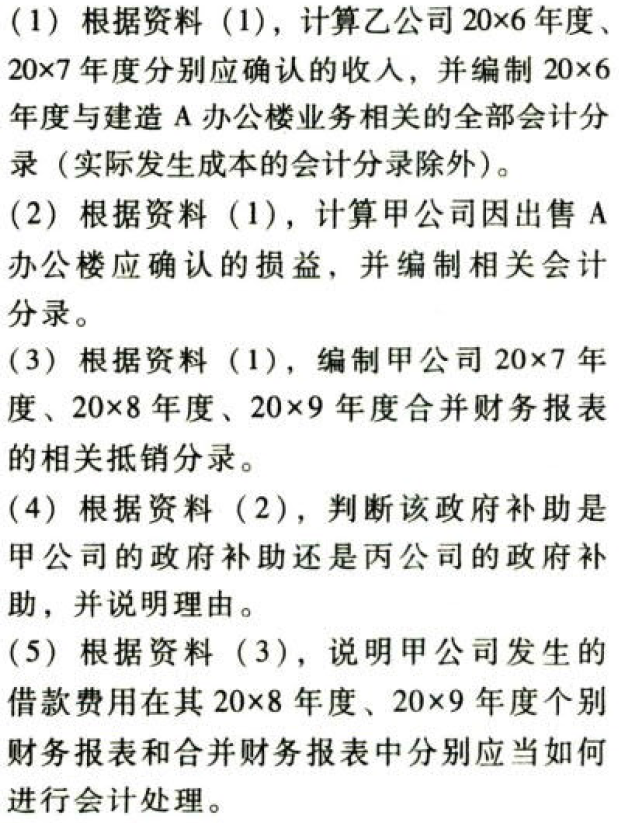 (1) 根据资料 (1)，计算乙公司 20×6 年度、
20×7 年度分别应确认的收入，并编制 20×6
年度与建造 A 办公楼业务相关的全部会计分
录（实际发生成本的会计分录除外）。
(2) 根据资料 (1)，计算甲公司因出售 A
办公楼应确认的损益，并编制相关会计
分录。
(3) 根据资料 (1)，编制甲公司 20×7 年
度、20×8 年度、20×9 年度合并财务报表
的相关抵销分录。
(4) 根据资料 (2)，判断该政府补助是
甲公司的政府补助还是丙公司的政府补
助，并说明理由。
(5) 根据资料 (3)，说明甲公司发生的
借款费用在其 20×8 年度、20×9 年度个别
财务报表和合并财务报表中分别应当如何
进行会计处理。